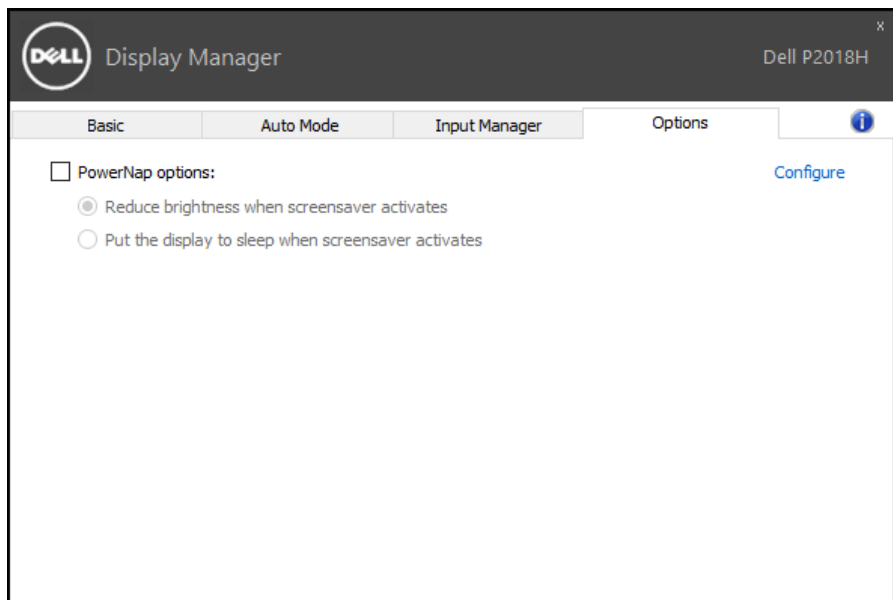 DELL
Display Manager
Dell P2018H
x
Basic
Auto Mode
Input Manager
Options
i
PowerNap options:
Configure
Reduce brightness when screensaver activates
Put the display to sleep when screensaver activates